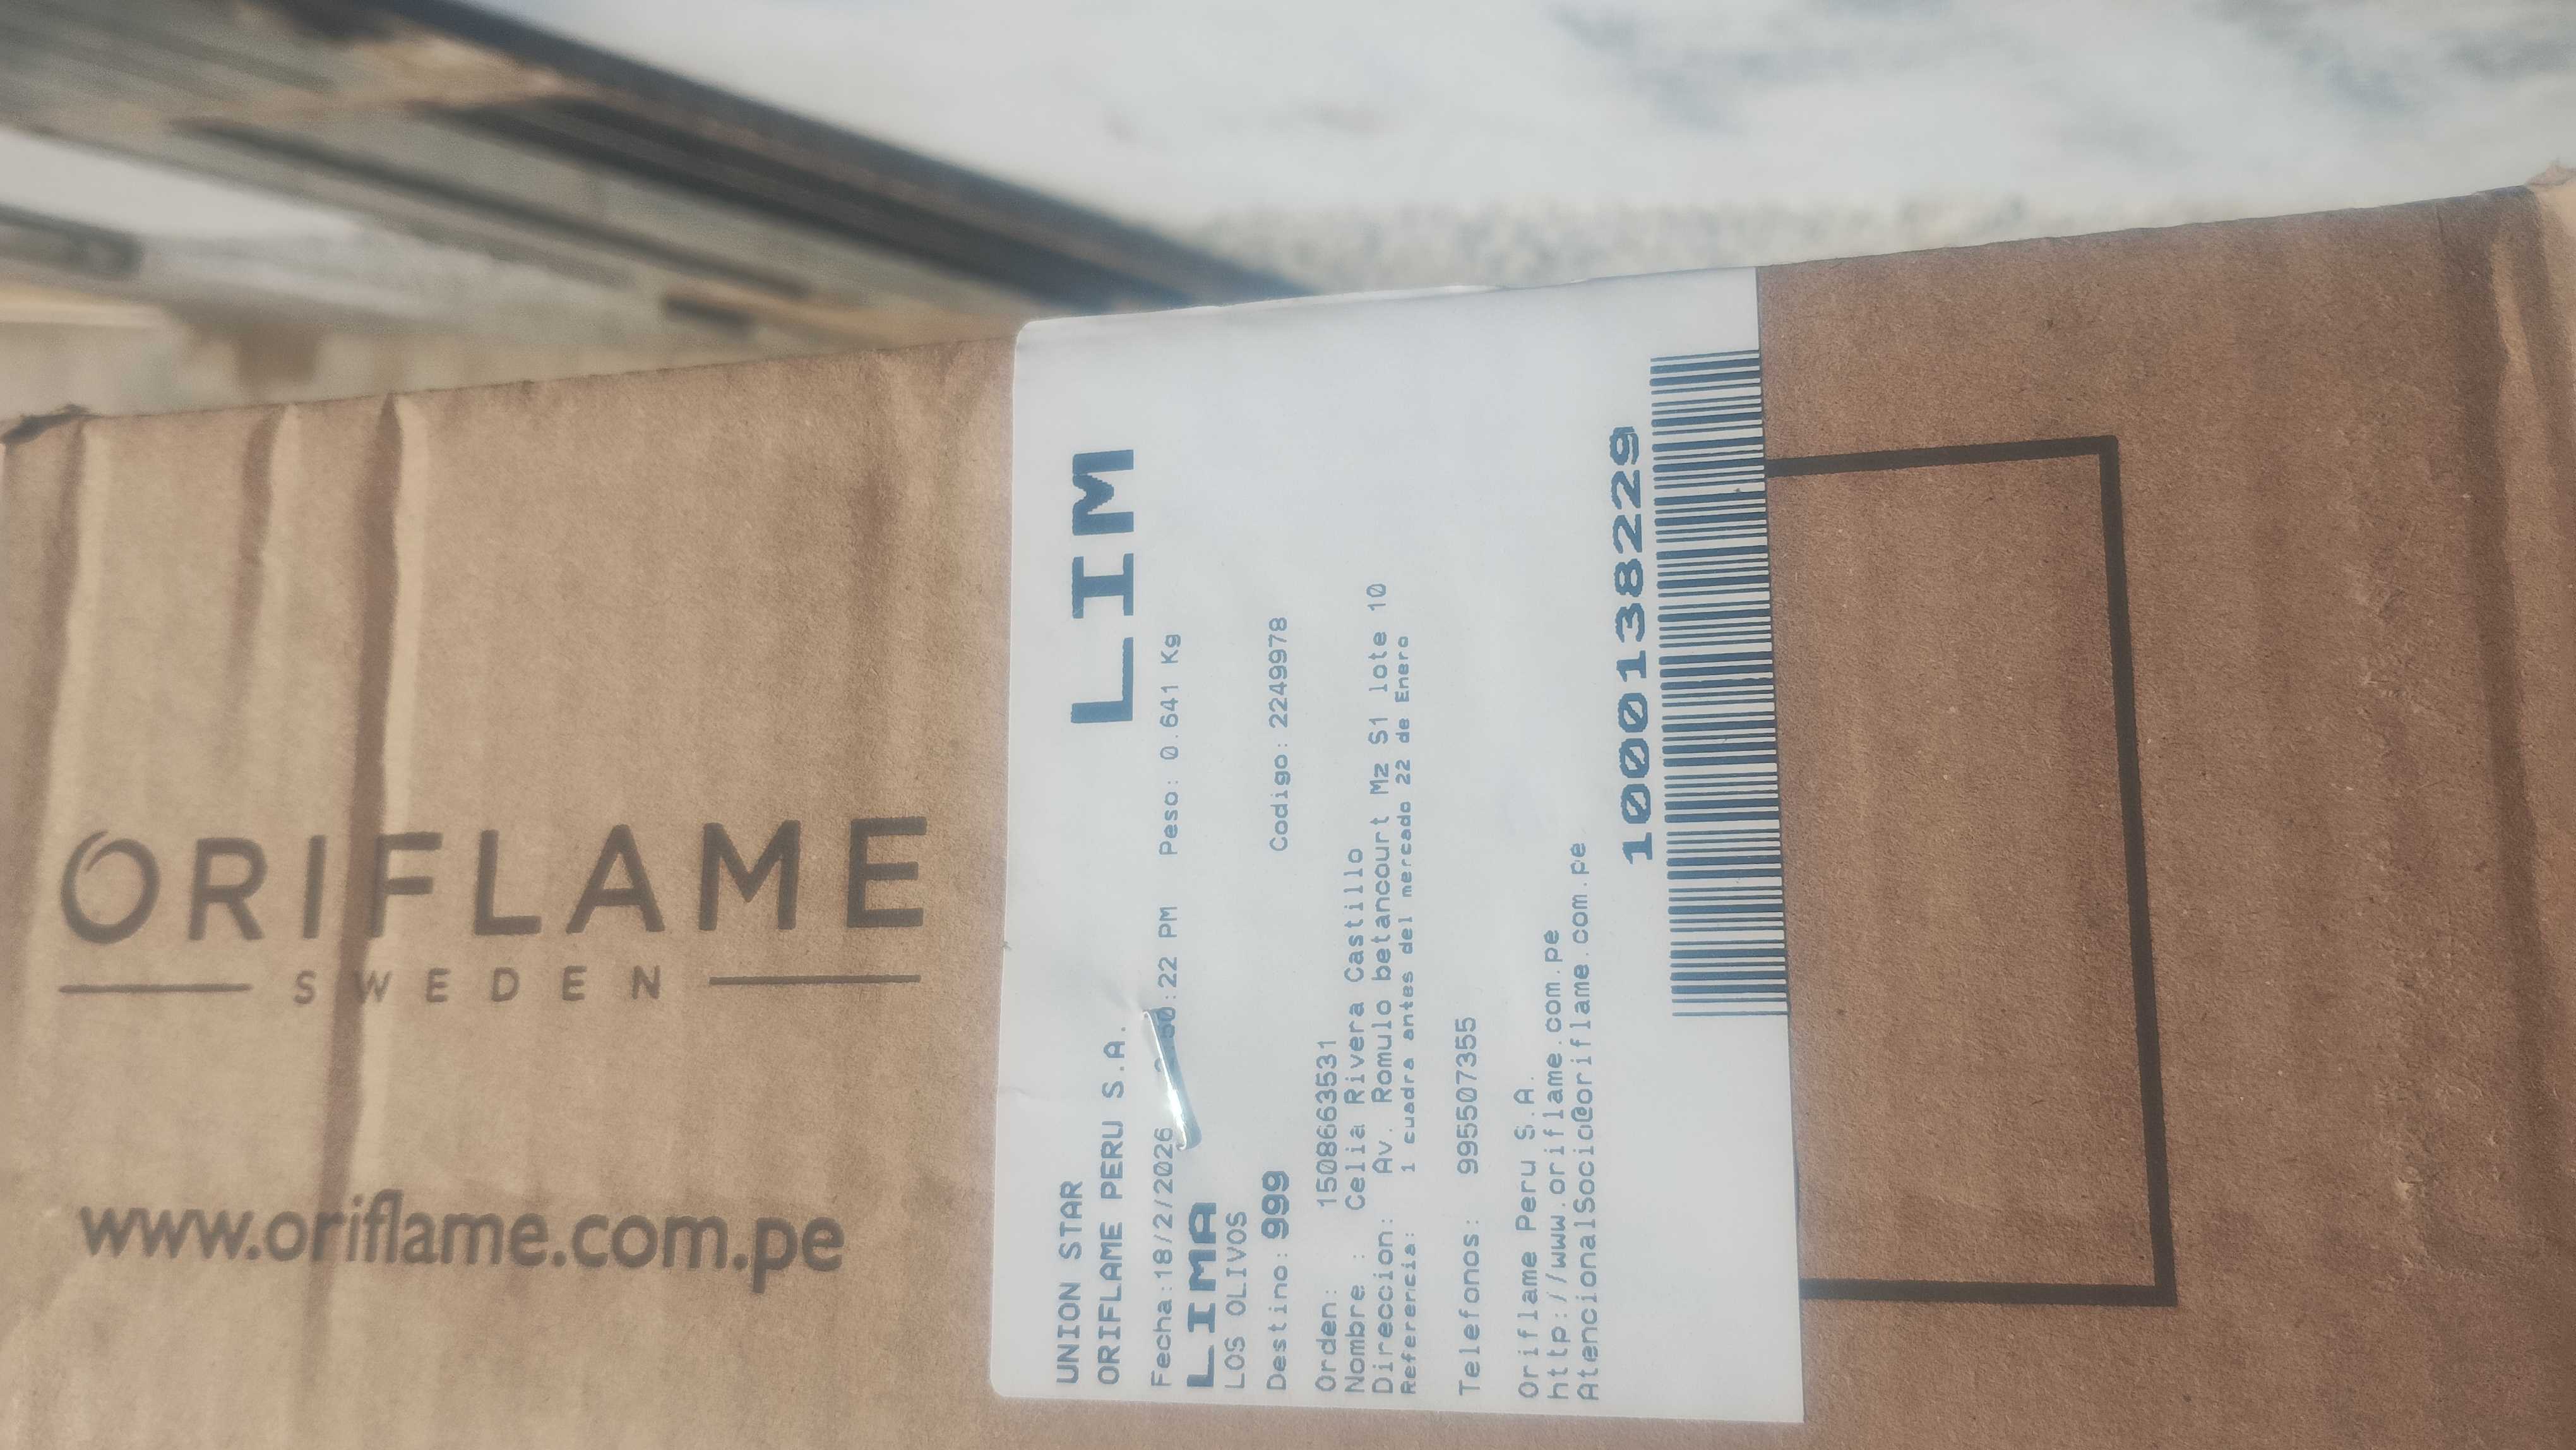 ORIFLAME
SWEDEN
www.oriflame.com.pe
UNION STAR
ORIFLAME PERU S.A.
LIM
Fecha:18/2/2026 :22 PM Peso: 0.641 Kg
LIMA
LOS OLIVOS
Destino: 999 Codigo: 22499978
Orden: 1508663531
Nombre : Celia Rivera Castillo
Direccion: Av. Romulo betancourt Mz S1 lote 10
Referencia: 1 cuadra antes del mercado 22 de Enero
Telefonos: 995507355
Oriflame Peru S.A.
http://www.oriflame.com.pe
AtencionalSocio@oriflame.com.pe
1000138229